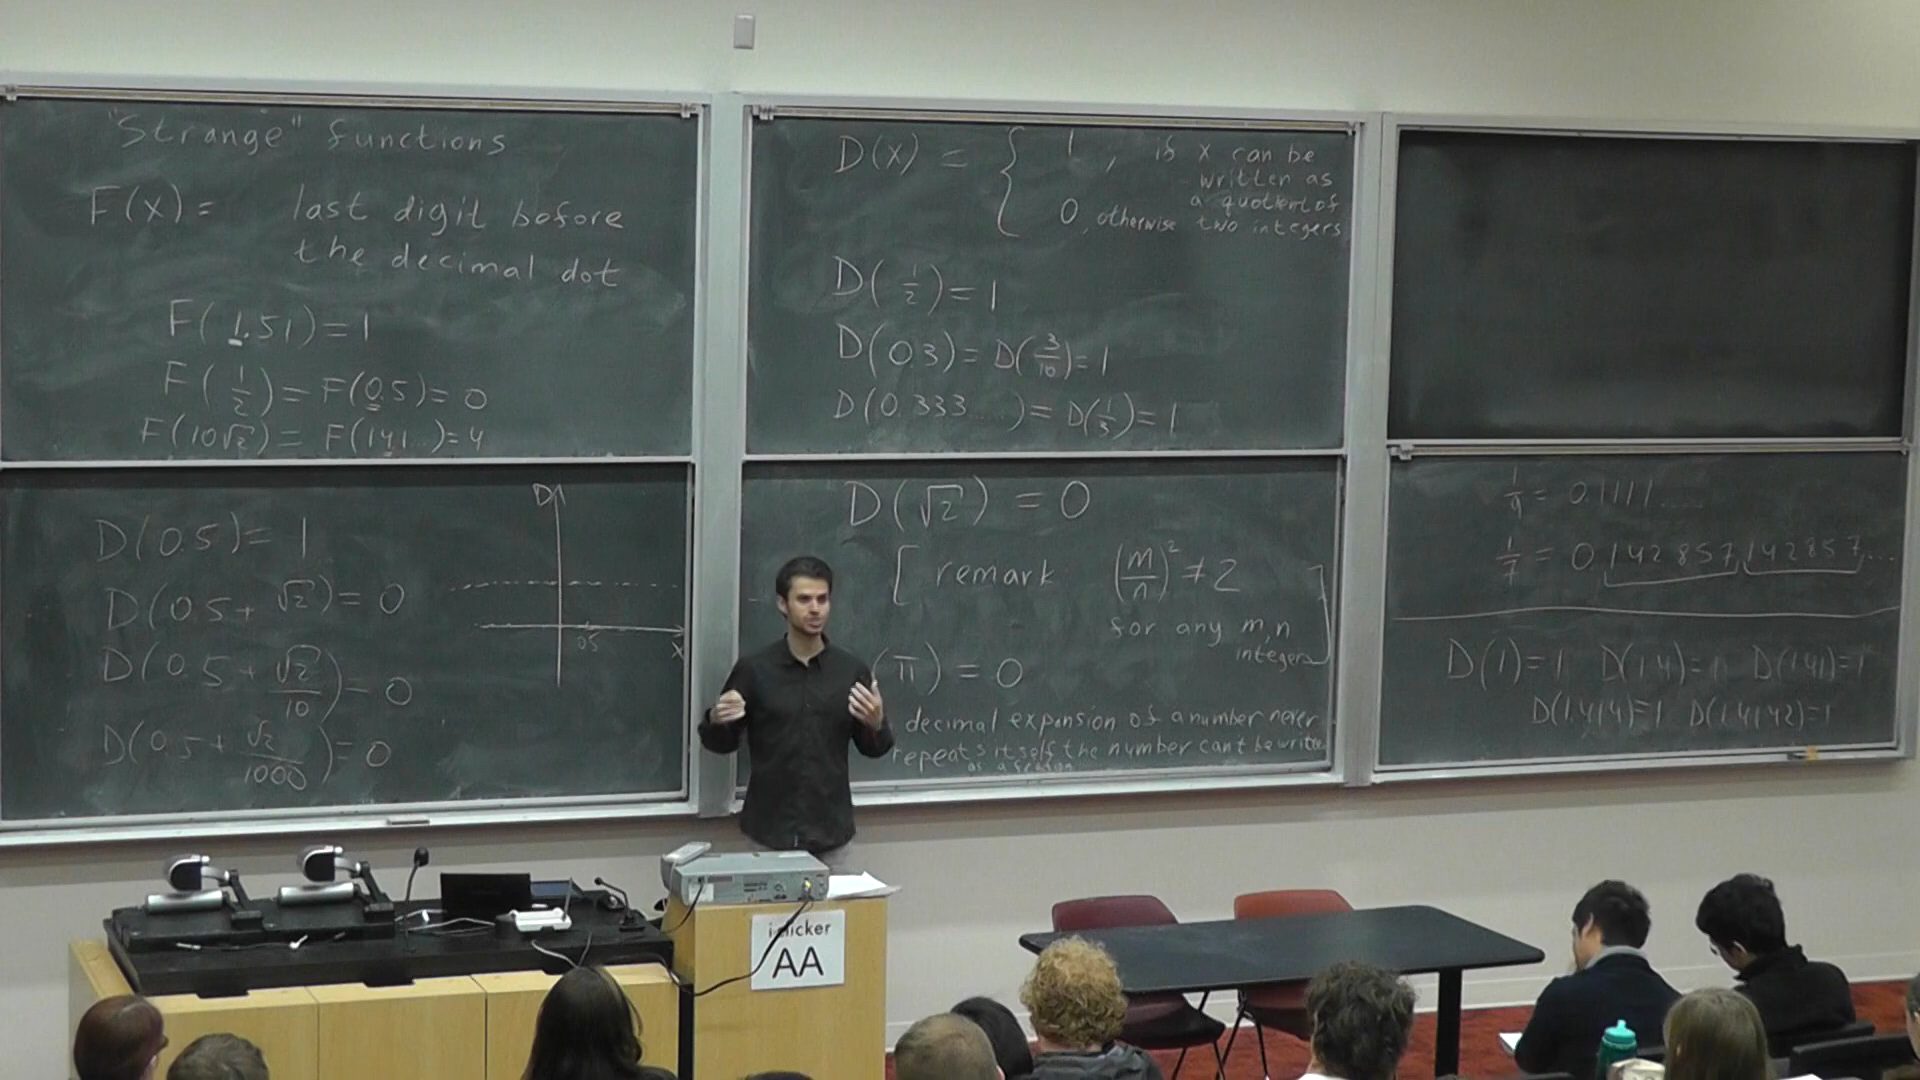 "Strange" functions
F(x) = last digit before
the decimal dot
F(1.51) = 1
F(1/2) = F(0.5) = 0
F(10√2) = F(14.1...) = 4
D(0.5) = 1
D(0.5 + √2) = 0
D(0.5 + √2/10) = 0
D(0.5 + √2/1000) = 0
D
0.5
x
D(x) = { 1, if x can be
written as
a quotient of
two integers
0, otherwise
D(1/2) = 1
D(0.3) = D(3/10) = 1
D(0.333...) = D(1/3) = 1
D(√2) = 0
[remark (m/n)² ≠ 2
for any m,n
integers]
(π) = 0
decimal expansion of a number never
repeats itself the number can't be written
as a fraction
1/9 = 0.1111.....
1/7 = 0.142857,142857,...
D(1)=1 D(1.4)=1 D(1.41)=1
D(1.414)=1 D(1.4142)=1
i-clicker
AA